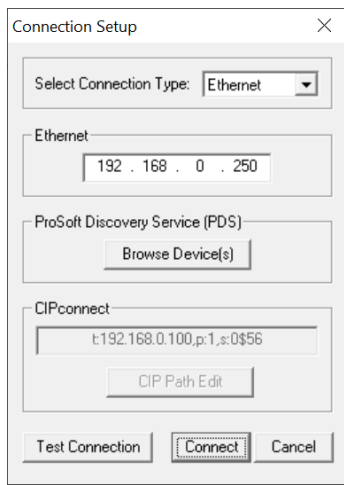 Connection Setup
Select Connection Type: Ethernet
Ethernet
192 . 168 . 0 . 250
ProSoft Discovery Service (PDS)
Browse Device(s)
CIPconnect
t:192.168.0.100,p:1,s:0$56
CIP Path Edit
Test Connection Connect Cancel